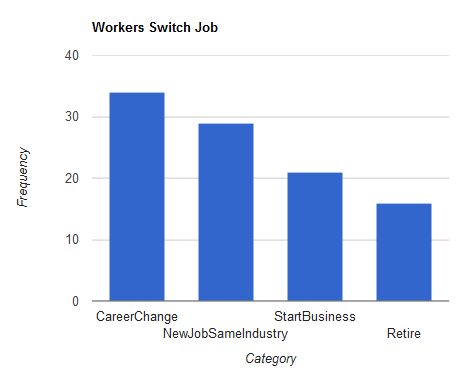 Workers Switch Job
40
30
20
10
0
Frequency
CareerChange
NewJobSameIndustry
StartBusiness
Retire
Category